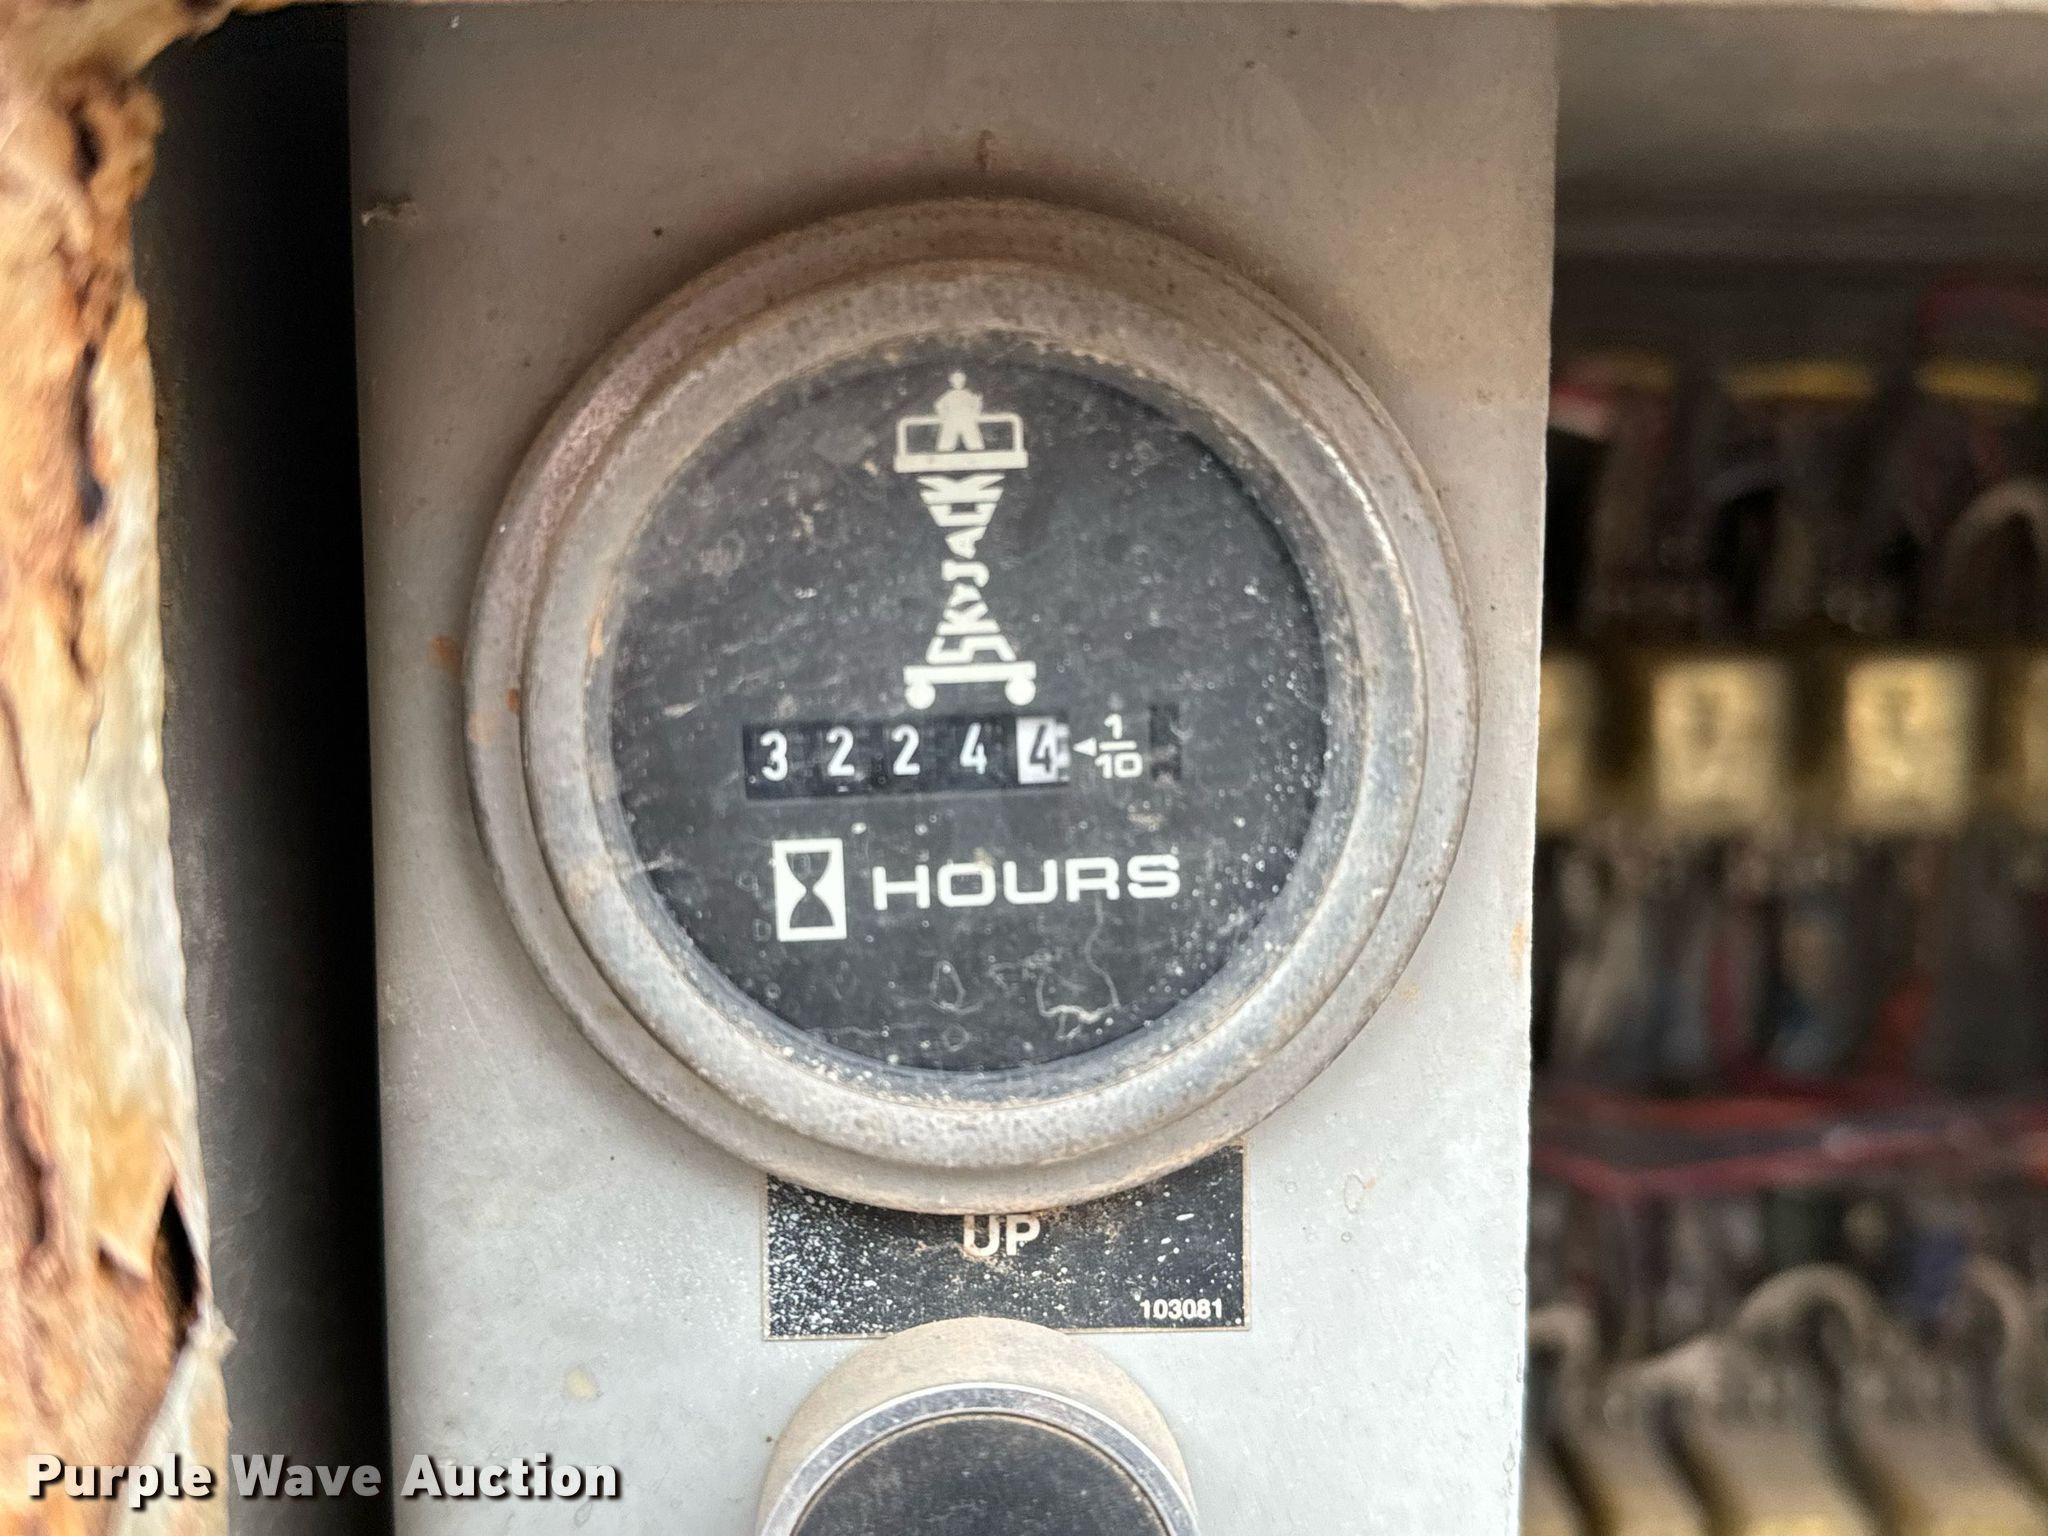 SKYJACK
3 2 2 4 4 1/10
HOURS
UP
103081
Purple Wave Auction